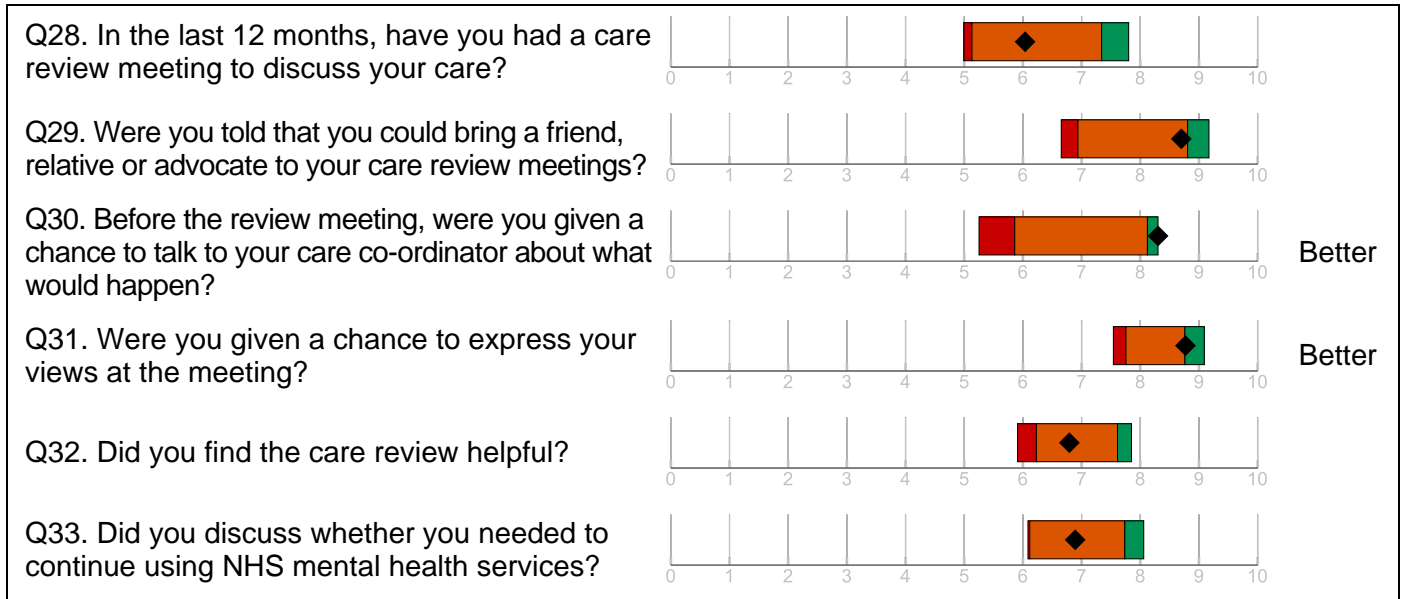 Q28. In the last 12 months, have you had a care
review meeting to discuss your care?
0 1 2 3 4 5 6 7 8 9 10
Q29. Were you told that you could bring a friend,
relative or advocate to your care review meetings?
0 1 2 3 4 5 6 7 8 9 10
Q30. Before the review meeting, were you given a
chance to talk to your care co-ordinator about what
would happen?
0 1 2 3 4 5 6 7 8 9 10
Better
Q31. Were you given a chance to express your
views at the meeting?
0 1 2 3 4 5 6 7 8 9 10
Better
Q32. Did you find the care review helpful?
0 1 2 3 4 5 6 7 8 9 10
Q33. Did you discuss whether you needed to
continue using NHS mental health services?
0 1 2 3 4 5 6 7 8 9 10